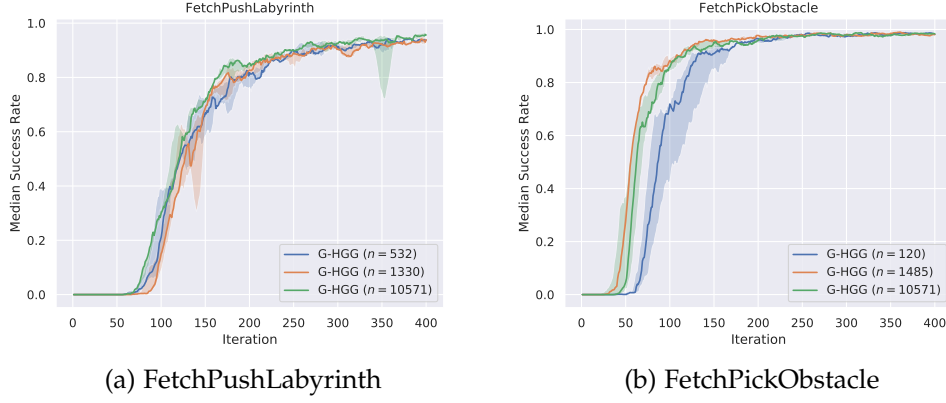 FetchPushLabyrinth
1.0
0.8
0.6
0.4
0.2
0.0
Median Success Rate
0 50 100 150 200 250 300 350 400
Iteration
G-HGG (n = 532)
G-HGG (n = 1330)
G-HGG (n = 10571)
(a) FetchPushLabyrinth
FetchPickObstacle
1.0
0.8
0.6
0.4
0.2
0.0
Median Success Rate
0 50 100 150 200 250 300 350 400
Iteration
G-HGG (n = 120)
G-HGG (n = 1485)
G-HGG (n = 10571)
(b) FetchPickObstacle